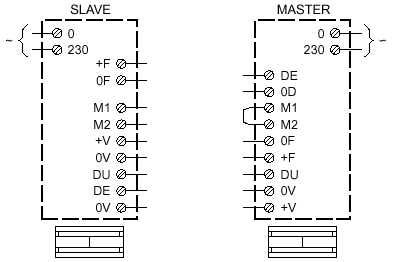 SLAVE
~
0
230
+F
0F
M1
M2
+V
0V
DU
DE
0V
MASTER
0
230
~
DE
0D
M1
M2
0F
+F
DU
0V
+V